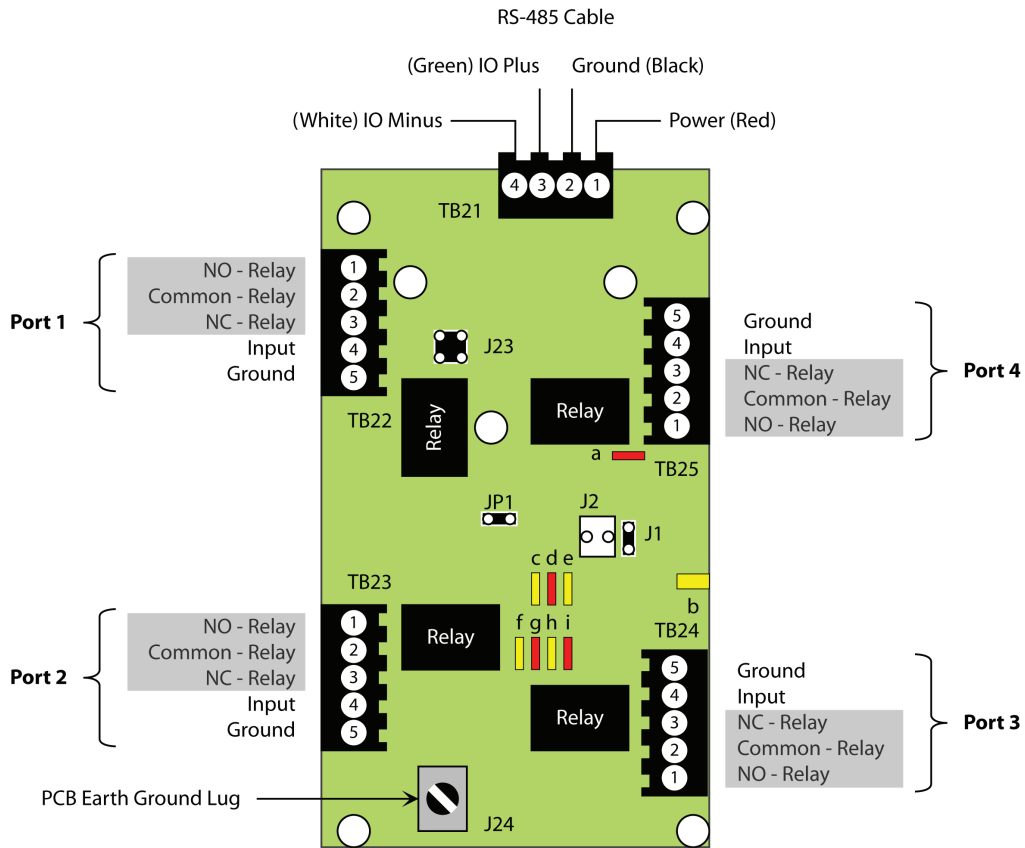 RS-485 Cable
(Green) IO Plus
Ground (Black)
(White) IO Minus
Power (Red)
4 3 2 1
TB21
Port 1
NO - Relay
Common - Relay
NC - Relay
Input
Ground
1
2
3
4
5
TB22
J23
Relay
Relay
5
4
3
2
1
Ground
Input
NC - Relay
Common - Relay
NO - Relay
Port 4
a
TB25
JP1
J2
J1
c d e
b
f g h i
TB23
Port 2
NO - Relay
Common - Relay
NC - Relay
Input
Ground
1
2
3
4
5
Relay
Relay
TB24
5
4
3
2
1
Ground
Input
NC - Relay
Common - Relay
NO - Relay
Port 3
PCB Earth Ground Lug
J24